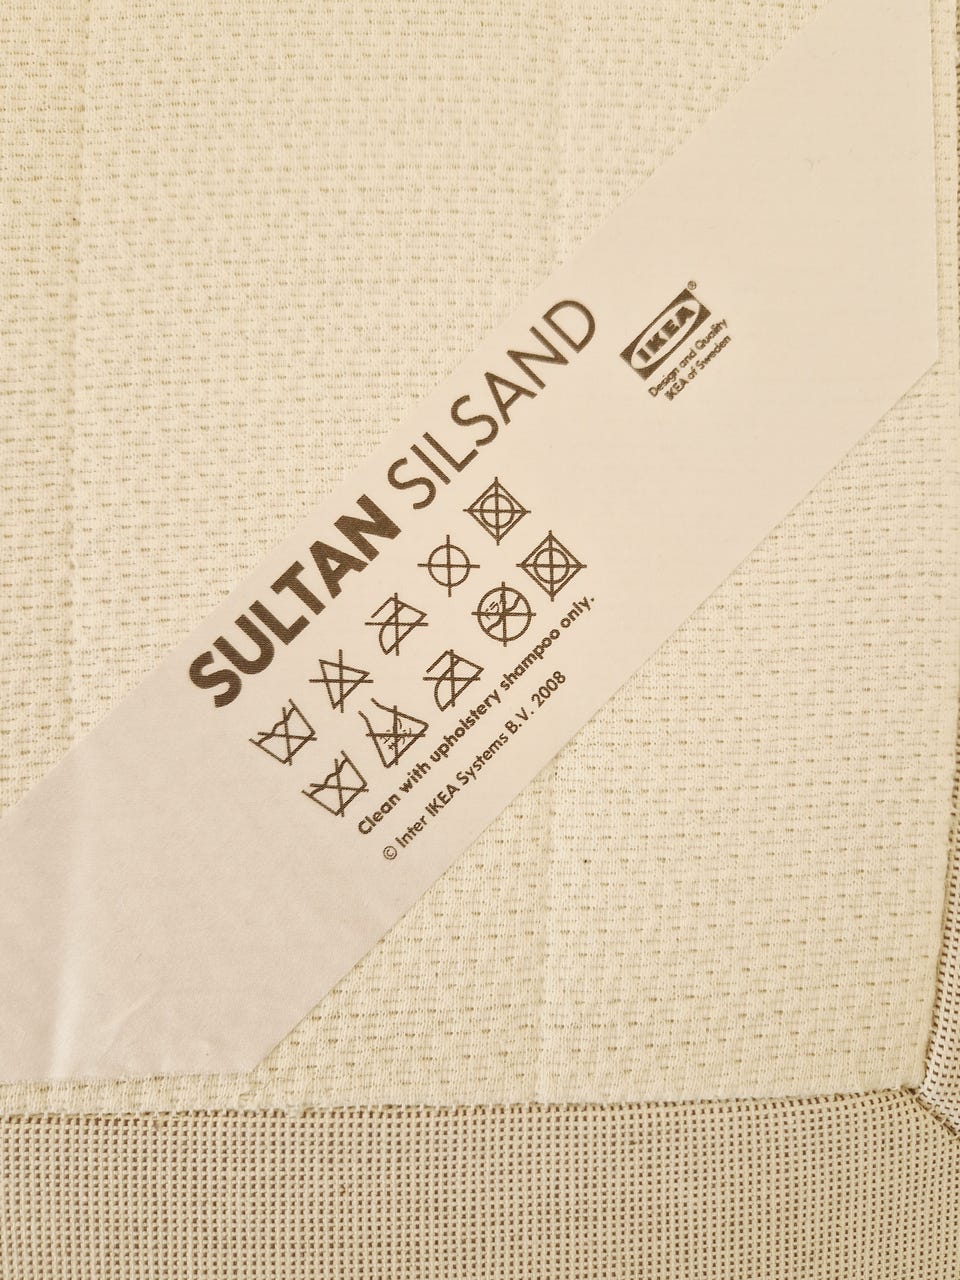 SULTAN SILSAND
Clean with upholstery shampoo only.
© Inter IKEA Systems B.V. 2008
IKEA®
Design and Quality
IKEA of Sweden